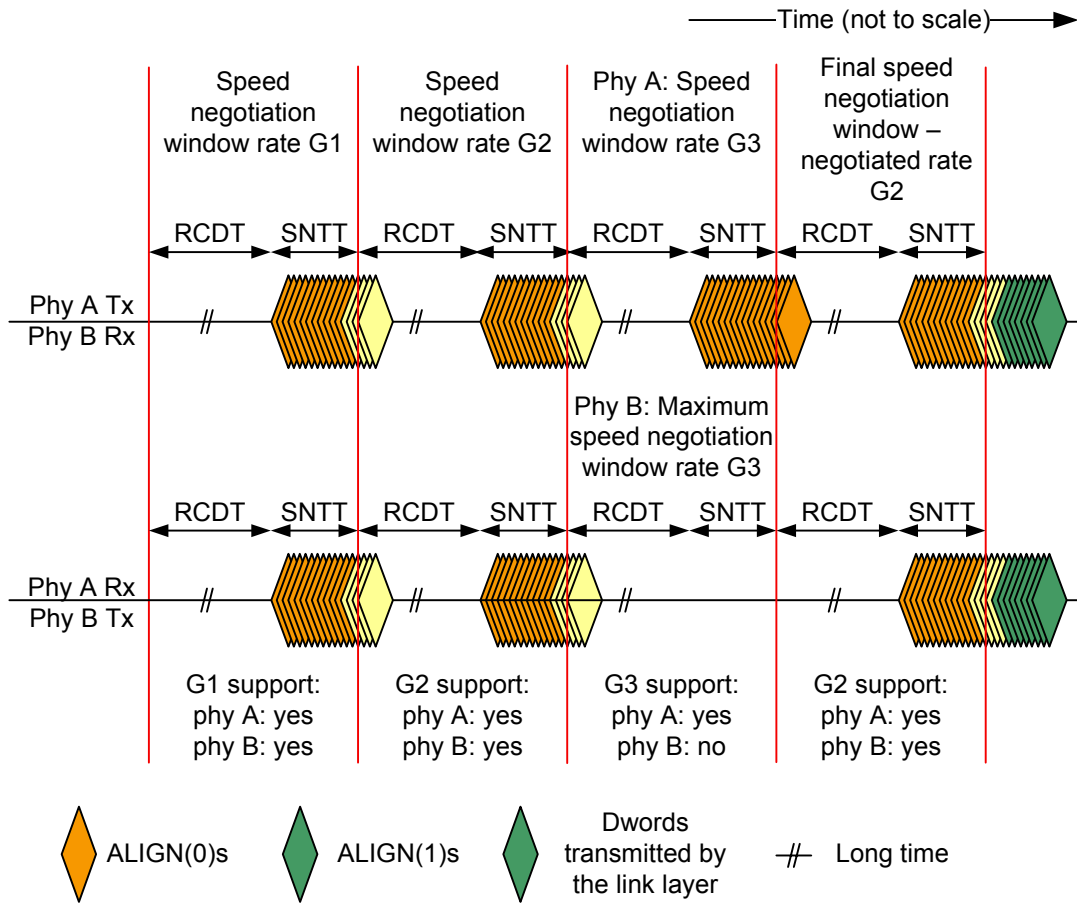 Time (not to scale)
Speed
negotiation
window rate G1
Speed
negotiation
window rate G2
Phy A: Speed
negotiation
window rate G3
Final speed
negotiation
window –
negotiated rate
G2
RCDT SNTT RCDT SNTT RCDT SNTT RCDT SNTT
Phy A Tx
Phy B Rx
Phy B: Maximum
speed negotiation
window rate G3
RCDT SNTT RCDT SNTT RCDT SNTT RCDT SNTT
Phy A Rx
Phy B Tx
G1 support:
phy A: yes
phy B: yes
G2 support:
phy A: yes
phy B: yes
G3 support:
phy A: yes
phy B: no
G2 support:
phy A: yes
phy B: yes
ALIGN(0)s
ALIGN(1)s
Dwords
transmitted by
the link layer
Long time